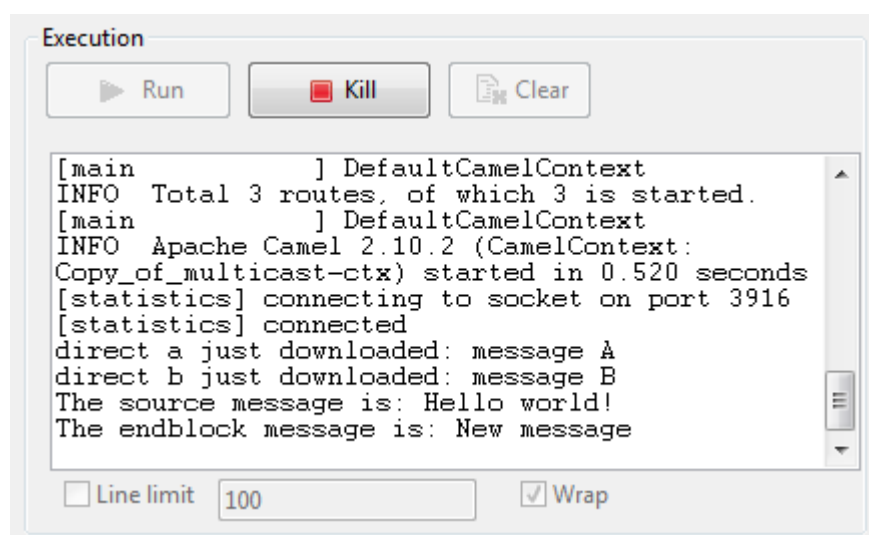 Execution
Run Kill Clear
[main ] DefaultCamelContext
INFO Total 3 routes, of which 3 is started.
[main ] DefaultCamelContext
INFO Apache Camel 2.10.2 (CamelContext:
Copy_of_multicast-ctx) started in 0.520 seconds
[statistics] connecting to socket on port 3916
[statistics] connected
direct a just downloaded: message A
direct b just downloaded: message B
The source message is: Hello world!
The endblock message is: New message
Line limit 100 Wrap